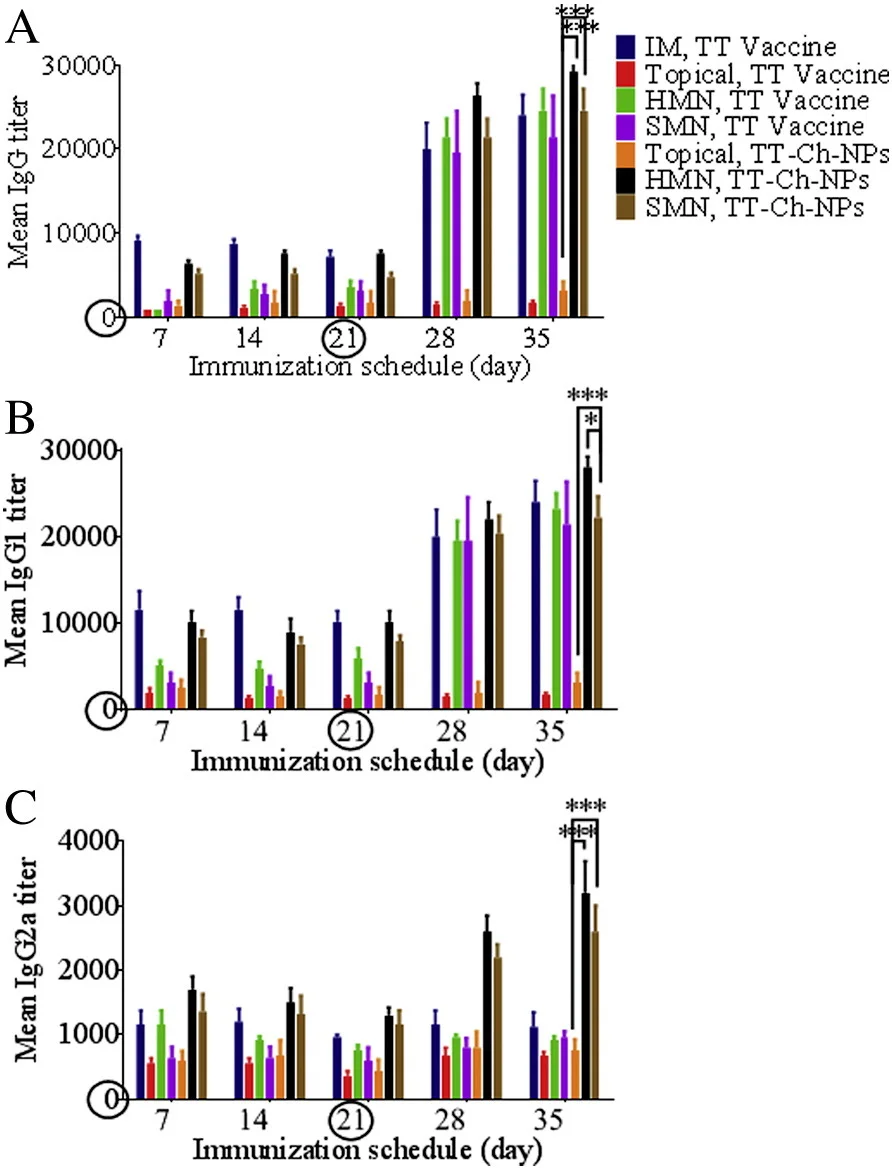 A
***
***
30000
20000
10000
0
Mean IgG titer
7 14 21 28 35
Immunization schedule (day)
IM, TT Vaccine
Topical, TT Vaccine
HMN, TT Vaccine
SMN, TT Vaccine
Topical, TT-Ch-NPs
HMN, TT-Ch-NPs
SMN, TT-Ch-NPs
B
***
*
30000
20000
10000
0
Mean IgG1 titer
7 14 21 28 35
Immunization schedule (day)
C
***
***
4000
3000
2000
1000
0
Mean IgG2a titer
7 14 21 28 35
Immunization schedule (day)